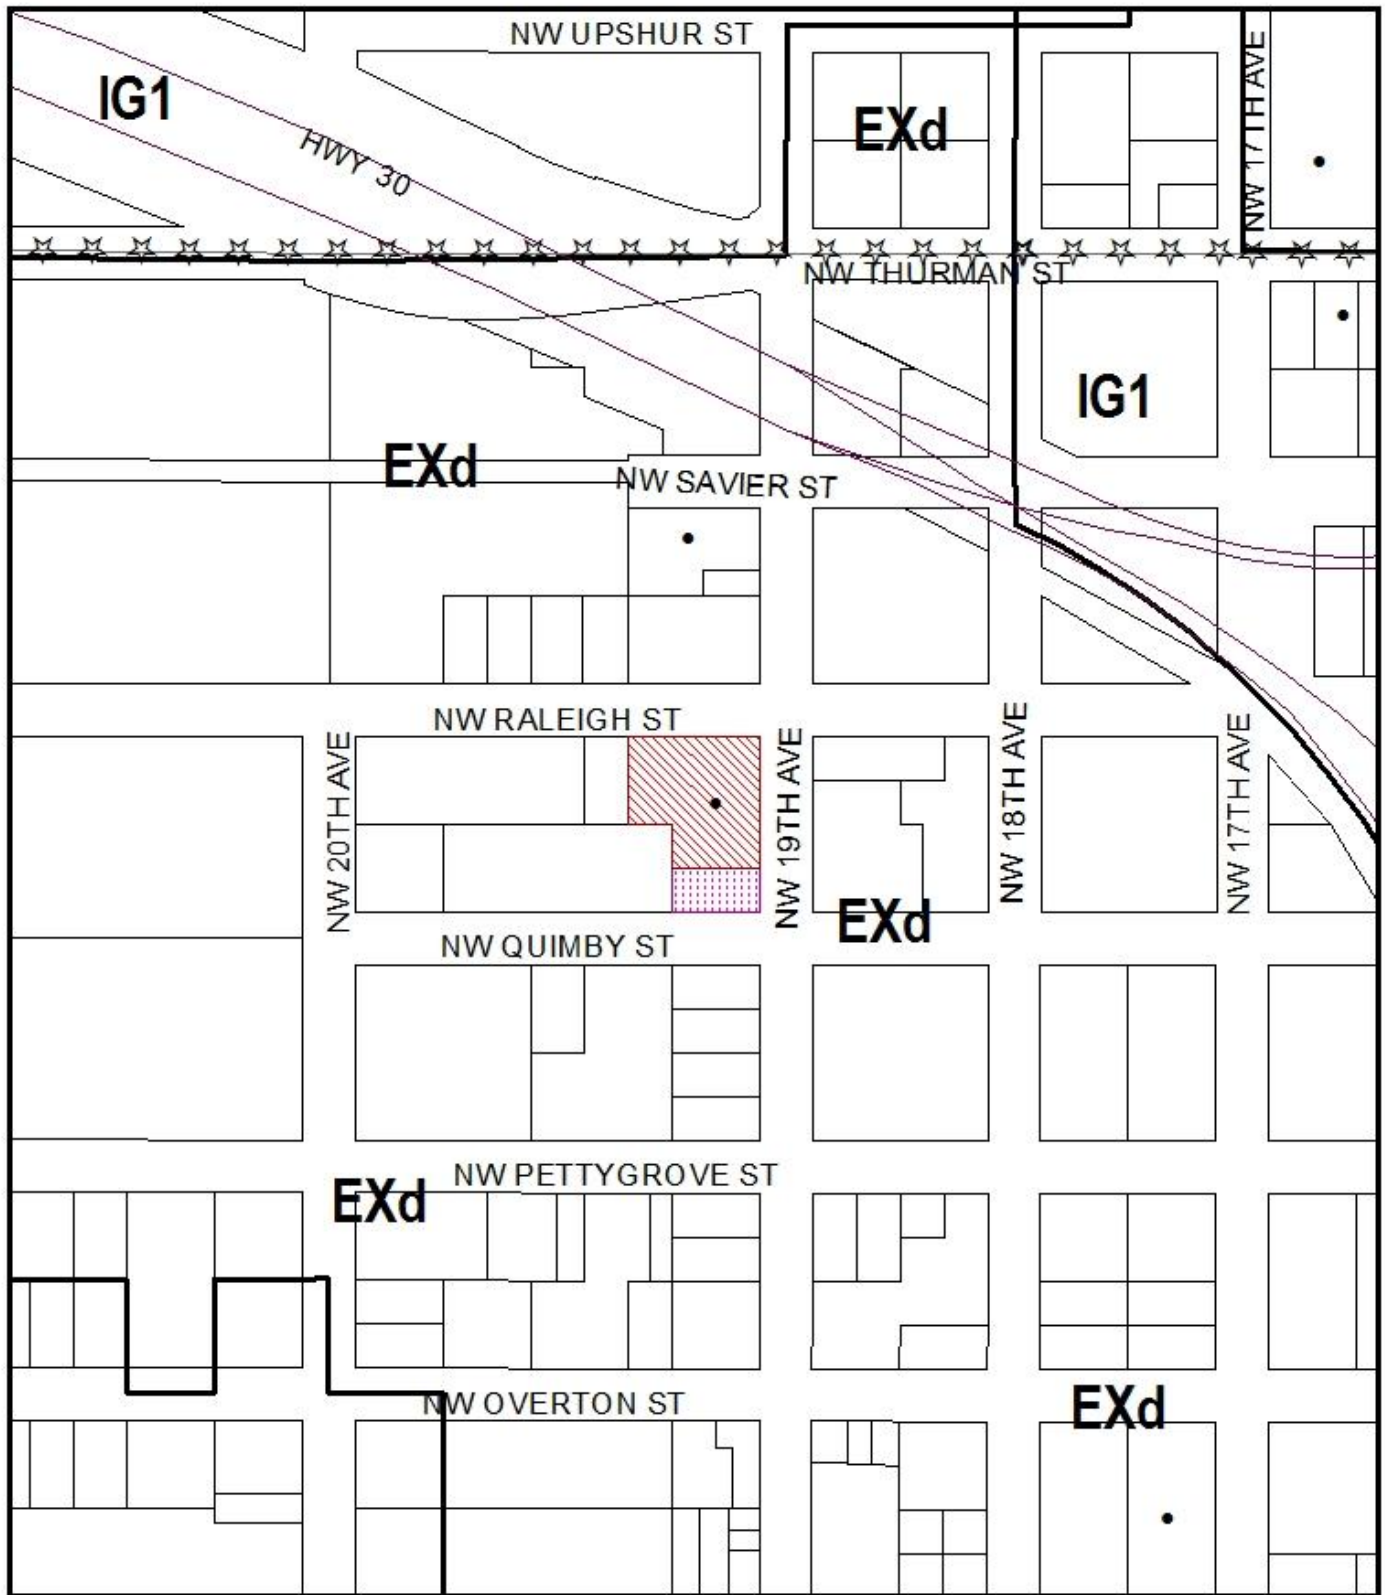 NW UPSHUR ST
NW 17TH AVE
IG1
EXd
HWY 30
NW THURMAN ST
IG1
EXd
NW SAVIER ST
NW RALEIGH ST
NW 20TH AVE
NW 19TH AVE
NW 18TH AVE
NW 17TH AVE
EXd
NW QUIMBY ST
NW PETTYGROVE ST
EXd
NW OVERTON ST
EXd